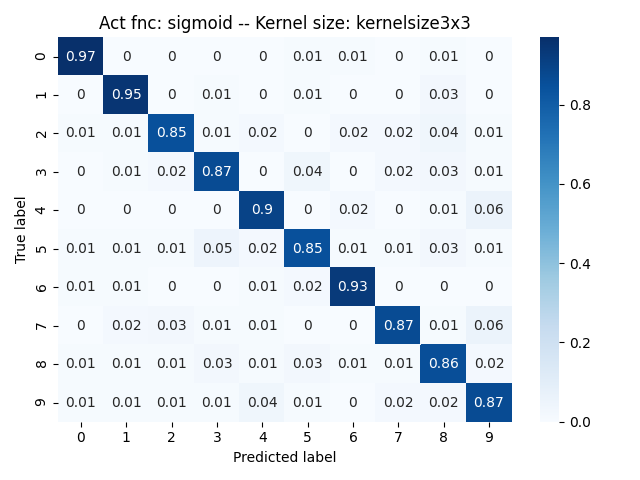 Act fnc: sigmoid -- Kernel size: kernelsize3x3
True label
0 0.97 0 0 0 0 0.01 0.01 0 0.01 0
1 0 0.95 0 0.01 0 0.01 0 0 0.03 0
2 0.01 0.01 0.85 0.01 0.02 0 0.02 0.02 0.04 0.01
3 0 0.01 0.02 0.87 0 0.04 0 0.02 0.03 0.01
4 0 0 0 0 0.9 0 0.02 0 0.01 0.06
5 0.01 0.01 0.01 0.05 0.02 0.85 0.01 0.01 0.03 0.01
6 0.01 0.01 0 0 0.01 0.02 0.93 0 0 0
7 0 0.02 0.03 0.01 0.01 0 0 0.87 0.01 0.06
8 0.01 0.01 0.01 0.03 0.01 0.03 0.01 0.01 0.86 0.02
9 0.01 0.01 0.01 0.01 0.04 0.01 0 0.02 0.02 0.87
0 1 2 3 4 5 6 7 8 9
Predicted label
0.8
0.6
0.4
0.2
0.0